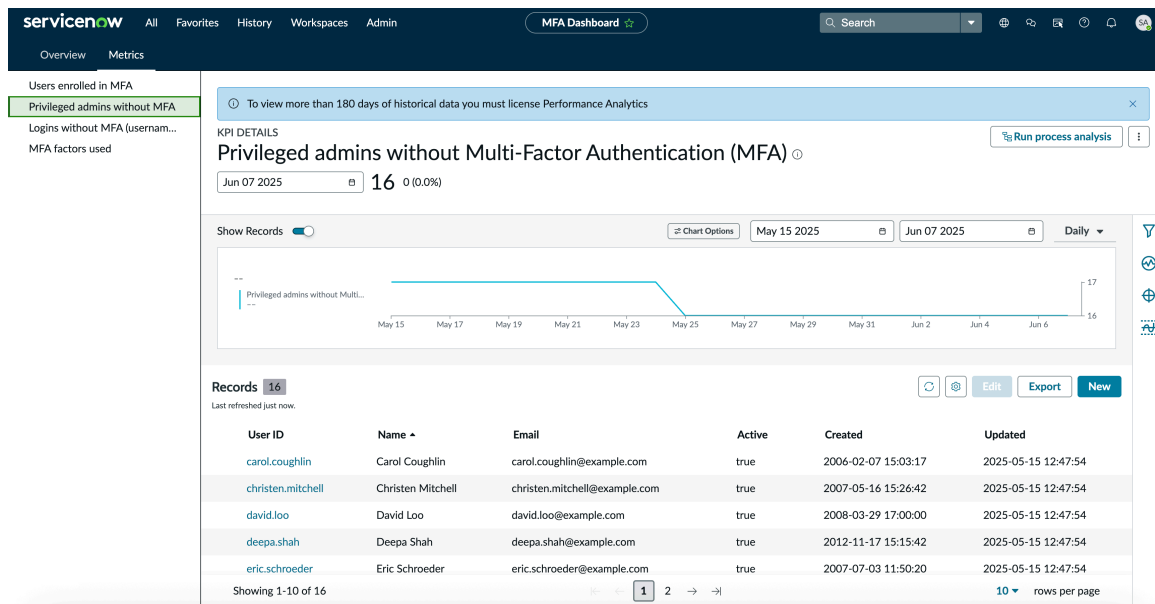 servicenow All Favorites History Workspaces Admin MFA Dashboard Search SA
Overview Metrics
Users enrolled in MFA
Privileged admins without MFA
Logins without MFA (usernam...
MFA factors used
To view more than 180 days of historical data you must license Performance Analytics
KPI DETAILS
Privileged admins without Multi-Factor Authentication (MFA)
Run process analysis
Jun 07 2025 16 0 (0.0%)
Show Records Chart Options May 15 2025 Jun 07 2025 Daily
--
Privileged admins without Multi...
--
17
16
May 15 May 17 May 19 May 21 May 23 May 25 May 27 May 29 May 31 Jun 2 Jun 4 Jun 6
Records 16
Last refreshed just now.
Edit Export New
User ID Name Email Active Created Updated
carol.coughlin Carol Coughlin carol.coughlin@example.com true 2006-02-07 15:03:17 2025-05-15 12:47:54
christen.mitchell Christen Mitchell christen.mitchell@example.com true 2007-05-16 15:26:42 2025-05-15 12:47:54
david.loo David Loo david.loo@example.com true 2008-03-29 17:00:00 2025-05-15 12:47:54
deepa.shah Deepa Shah deepa.shah@example.com true 2012-11-17 15:15:42 2025-05-15 12:47:54
eric.schroeder Eric Schroeder eric.schroeder@example.com true 2007-07-03 11:50:20 2025-05-15 12:47:54
Showing 1-10 of 16 1 2 10 rows per page